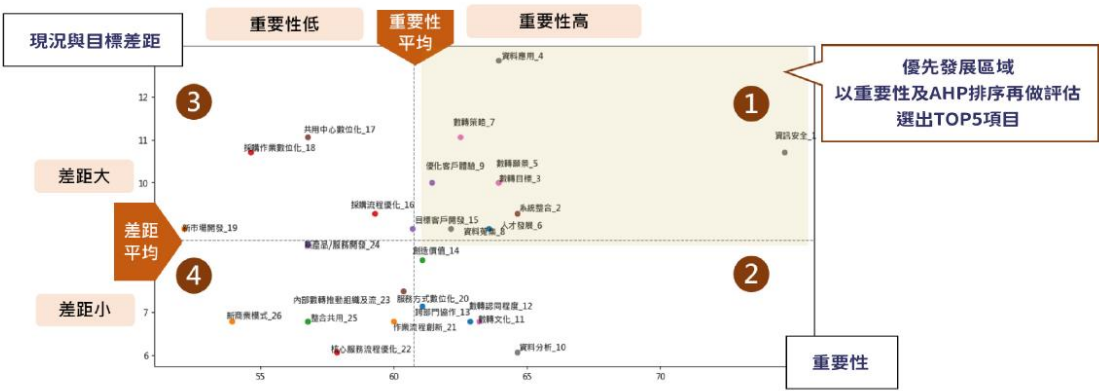 重要性低
重要性
平均
重要性高
現況與目標差距
優先發展區域
以重要性及AHP排序再做評估
選出TOP5項目
資料應用_4
12
3
1
共用中心數位化_17
數轉策略_7
資訊安全_1
11
採購作業數位化_18
差距大
優化客戶體驗_9
數轉願景_5
10
數轉目標_3
採購流程優化_16
系統整合_2
目標客戶開發_15
人才發展_6
資料蒐集_8
新市場開發_19
差距
平均
新產品/服務開發_24
創造價值_14
4
2
差距小
內部數轉推動組織及流_23
服務方式數位化_20
數轉認同程度_12
7
新商業模式_26
整合共用_25
跨部門協作_13
數轉文化_11
作業流程創新_21
核心服務流程優化_22
資料分析_10
6
重要性
55
60
65
70